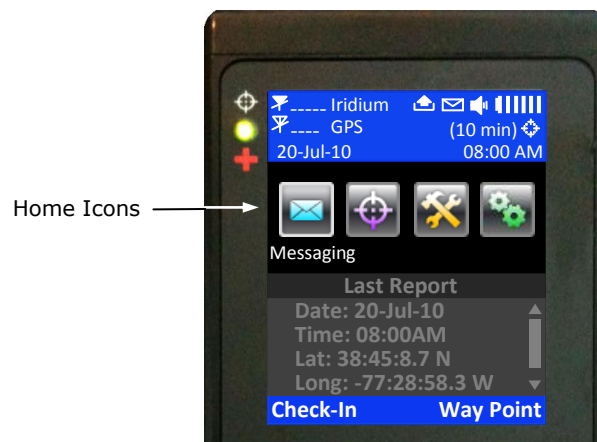 _____ Iridium
____ GPS (10 min)
20-Jul-10 08:00 AM
Home Icons
Messaging
Last Report
Date: 20-Jul-10
Time: 08:00AM
Lat: 38:45:8.7 N
Long: -77:28:58.3 W
Check-In Way Point